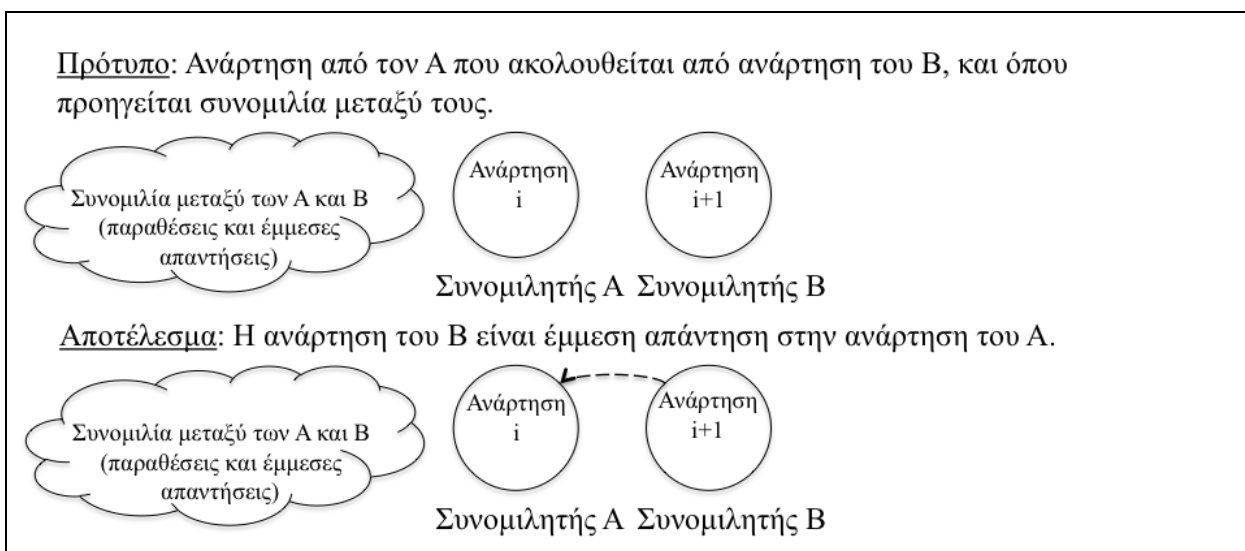 Πρότυπο: Ανάρτηση από τον Α που ακολουθείται από ανάρτηση του Β, και όπου
προηγείται συνομιλία μεταξύ τους.
Συνομιλία μεταξύ των Α και Β
(παραθέσεις και έμμεσες
απαντήσεις)
Ανάρτηση
i
Ανάρτηση
i+1
Συνομιλητής Α Συνομιλητής Β
Αποτέλεσμα: Η ανάρτηση του Β είναι έμμεση απάντηση στην ανάρτηση του Α.
Συνομιλία μεταξύ των Α και Β
(παραθέσεις και έμμεσες
απαντήσεις)
Ανάρτηση
i
Ανάρτηση
i+1
Συνομιλητής Α Συνομιλητής Β